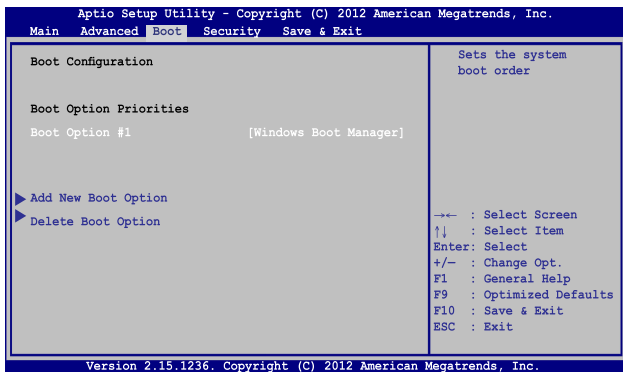 Aptio Setup Utility - Copyright (C) 2012 American Megatrends, Inc.
Main Advanced Boot Security Save & Exit
Boot Configuration
Boot Option Priorities
Boot Option #1 [Windows Boot Manager]
Add New Boot Option
Delete Boot Option
Sets the system
boot order
→← : Select Screen
↑↓ : Select Item
Enter: Select
+/— : Change Opt.
F1 : General Help
F9 : Optimized Defaults
F10 : Save & Exit
ESC : Exit
Version 2.15.1236. Copyright (C) 2012 American Megatrends, Inc.